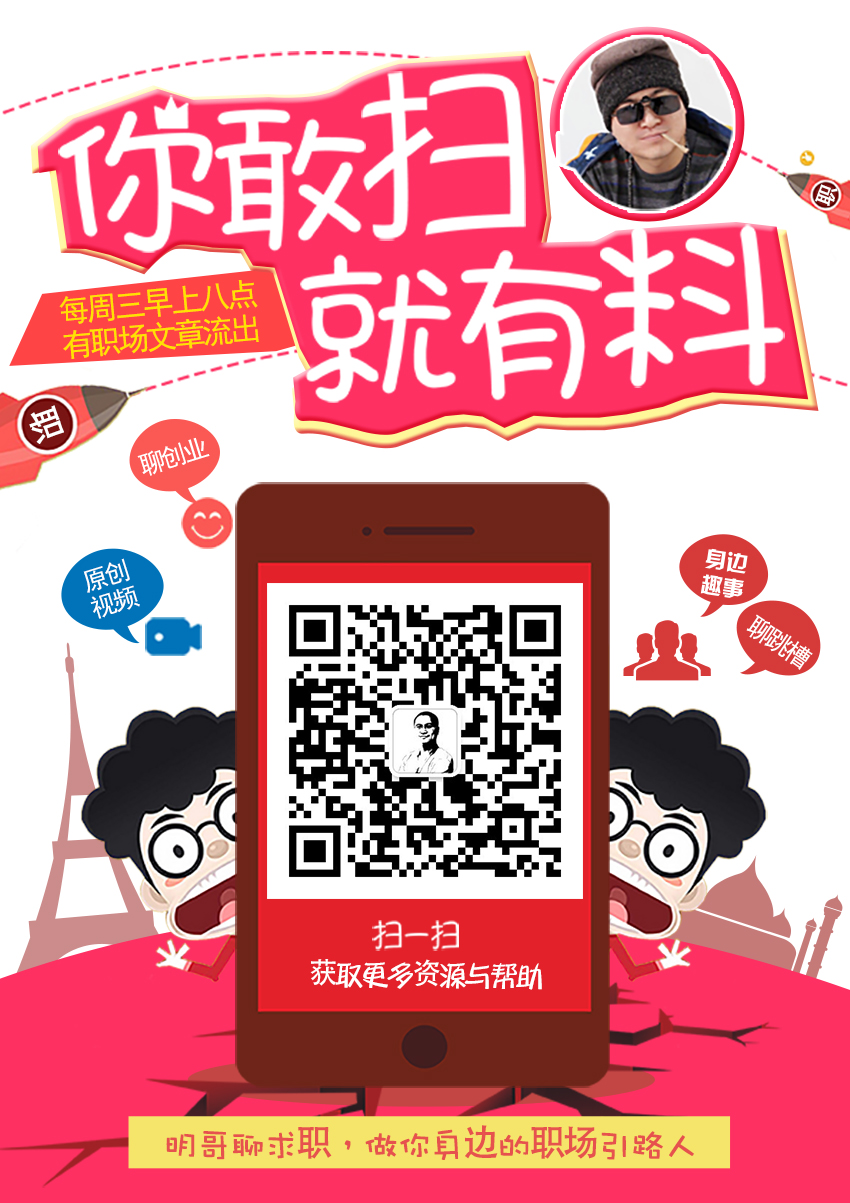 你敢扫
就有料
每周三早上八点
有职场文章流出
职
职
聊创业
原创
视频
身边
趣事
聊跳槽
扫一扫
获取更多资源与帮助
明哥聊求职，做你身边的职场引路人